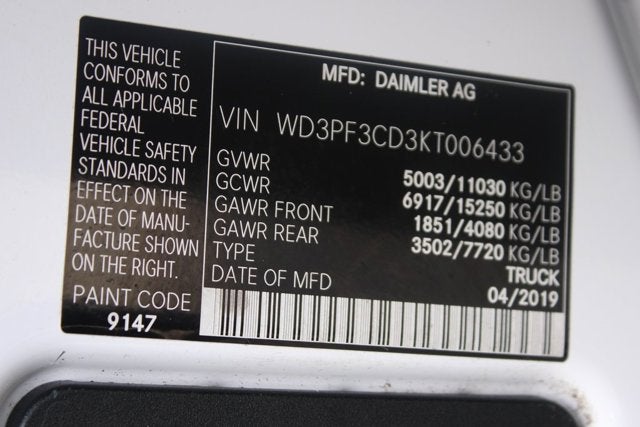 THIS VEHICLE
CONFORMS TO
ALL APPLICABLE
FEDERAL
VEHICLE SAFETY
STANDARDS IN
EFFECT ON THE
DATE OF MANU-
FACTURE SHOWN
ON THE RIGHT.
PAINT CODE
9147
MFD: DAIMLER AG
VIN WD3PF3CD3KT006433
GVWR 5003/11030 KG/LB
GCWR 6917/15250 KG/LB
GAWR FRONT 1851/4080 KG/LB
GAWR REAR 3502/7720 KG/LB
TYPE TRUCK
DATE OF MFD 04/2019